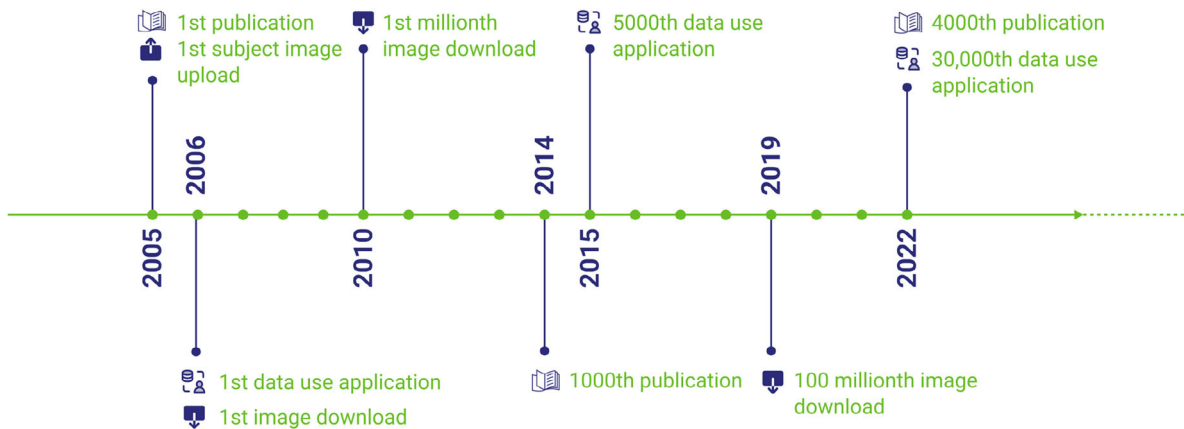 1st publication
1st subject image
upload
1st millionth
image download
5000th data use
application
4000th publication
30,000th data use
application
2006
2014
2019
2005
2010
2015
2022
1st data use application
1st image download
1000th publication
100 millionth image
download